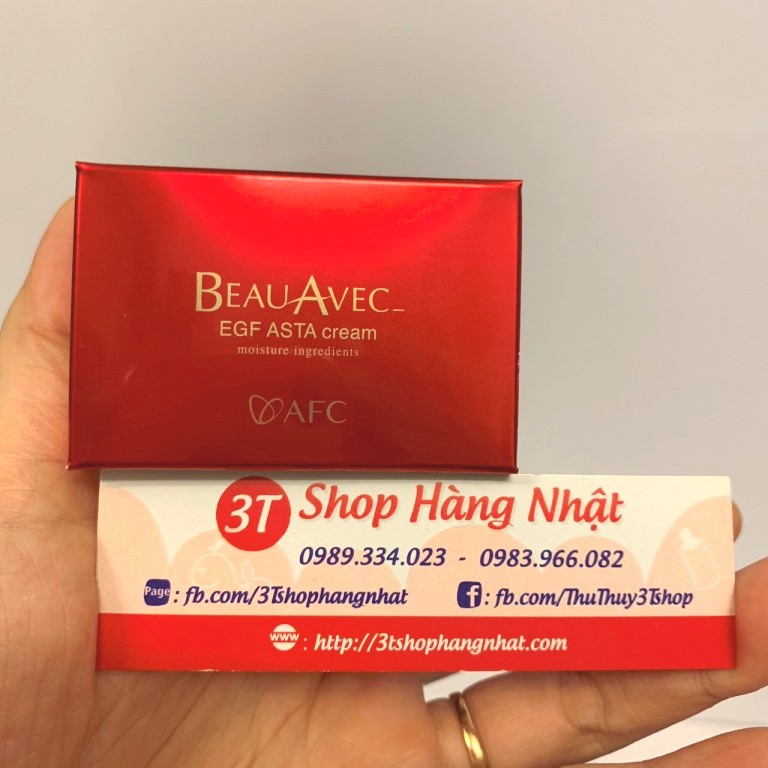 BEAUAVEC_
EGF ASTA cream
moisture ingredients
AFC
3T Shop Hàng Nhật
0989.334.023 - 0983.966.082
Page : fb.com/3Tshophangnhat f : fb.com/ThuThuy3Tshop
www : http://3tshophangnhat.com